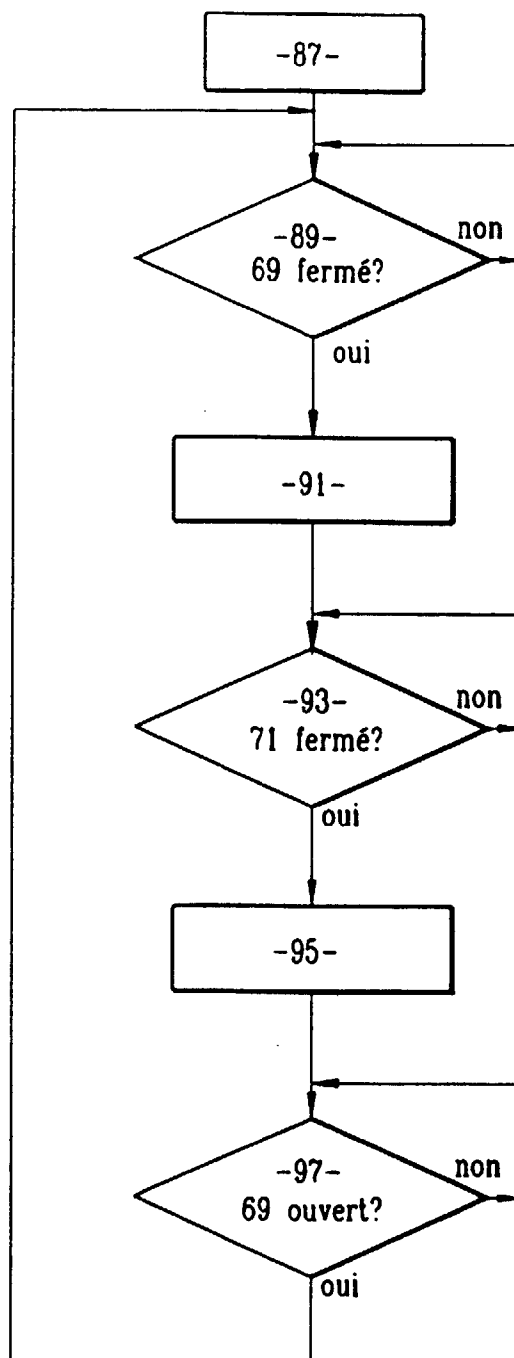 -87-
-89-
69 fermé?
non
oui
-91-
-93-
71 fermé?
non
oui
-95-
-97-
69 ouvert?
non
oui